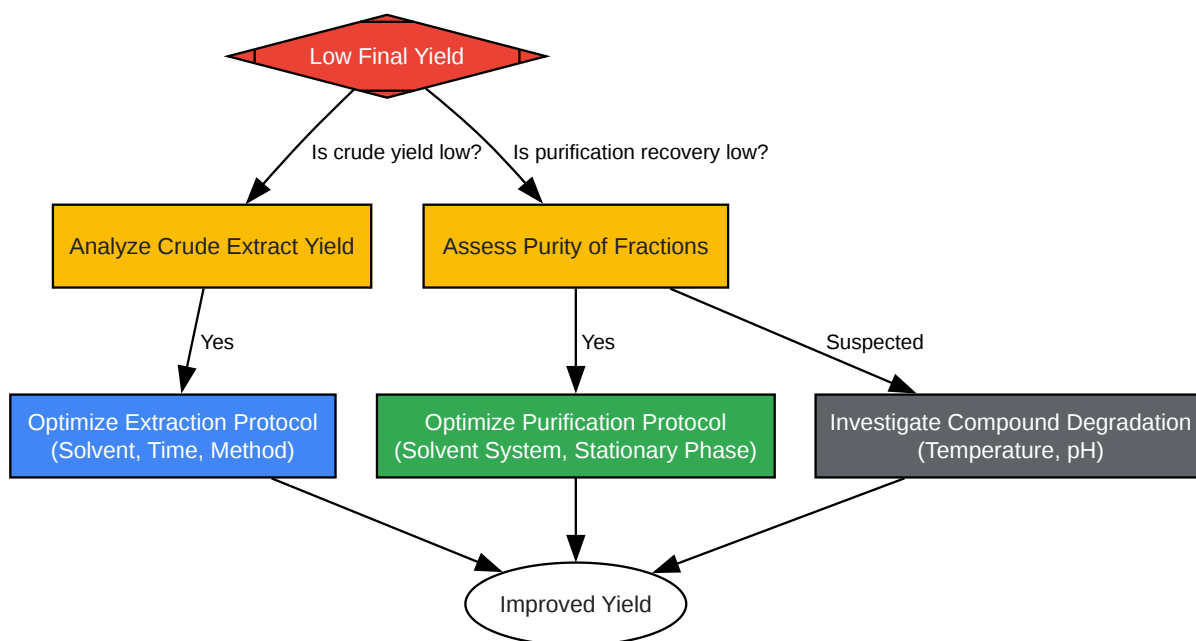 Low Final Yield
Is crude yield low?
Is purification recovery low?
Analyze Crude Extract Yield
Assess Purity of Fractions
Yes
Yes
Suspected
Optimize Extraction Protocol
(Solvent, Time, Method)
Optimize Purification Protocol
(Solvent System, Stationary Phase)
Investigate Compound Degradation
(Temperature, pH)
Improved Yield